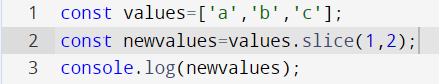 1 const values=['a','b','c'];
2 const newvalues=values.slice(1,2);
3 console.log(newvalues);